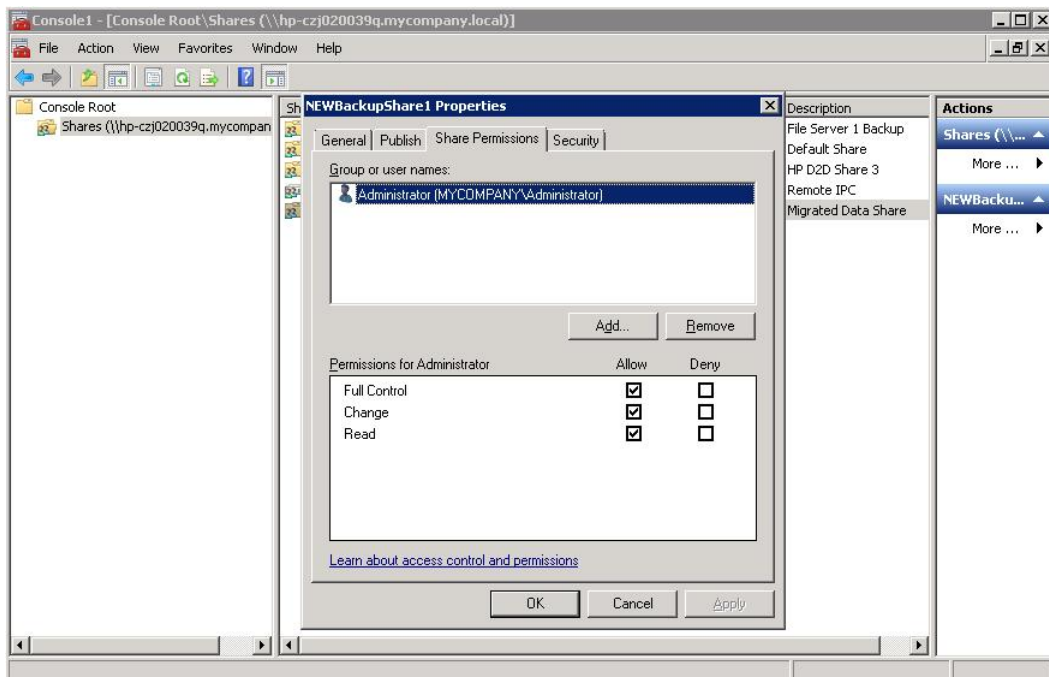 Console1 - [Console Root\Shares (\\hp-czj020039q.mycompany.local)]
File Action View Favorites Window Help
Console Root
Shares (\\hp-czj020039q.mycompan
Sh
NEWBackupShare1 Properties
General Publish Share Permissions Security
Group or user names:
Administrator (MYCOMPANY\Administrator)
Add... Remove
Permissions for Administrator Allow Deny
Full Control
Change
Read
Learn about access control and permissions
OK Cancel Apply
Description
File Server 1 Backup
Default Share
HP D2D Share 3
Remote IPC
Migrated Data Share
Actions
Shares (\\...
More ...
NEWBacku...
More ...